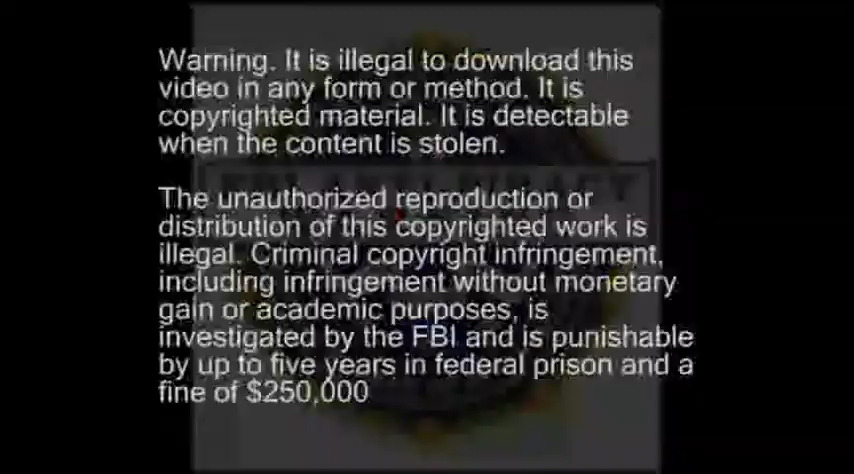 Warning. It is illegal to download this
video in any form or method. It is
copyrighted material. It is detectable
when the content is stolen.
The unauthorized reproduction or
distribution of this copyrighted work is
illegal. Criminal copyright infringement,
including infringement without monetary
gain or academic purposes, is
investigated by the FBI and is punishable
by up to five years in federal prison and a
fine of $250,000